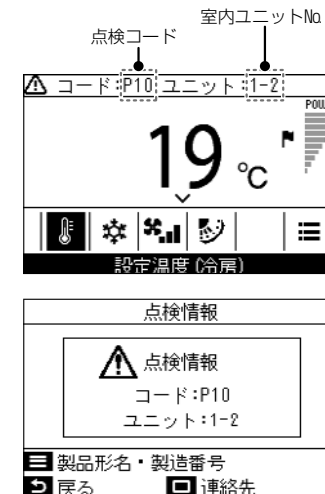 室内ユニットNo.
点検コード
コード:P10 ユニット:1-2
POW
19 °C
設定温度(冷房)
点検情報
点検情報
コード:P10
ユニット:1-2
製品形名・製造番号
戻る 連絡先